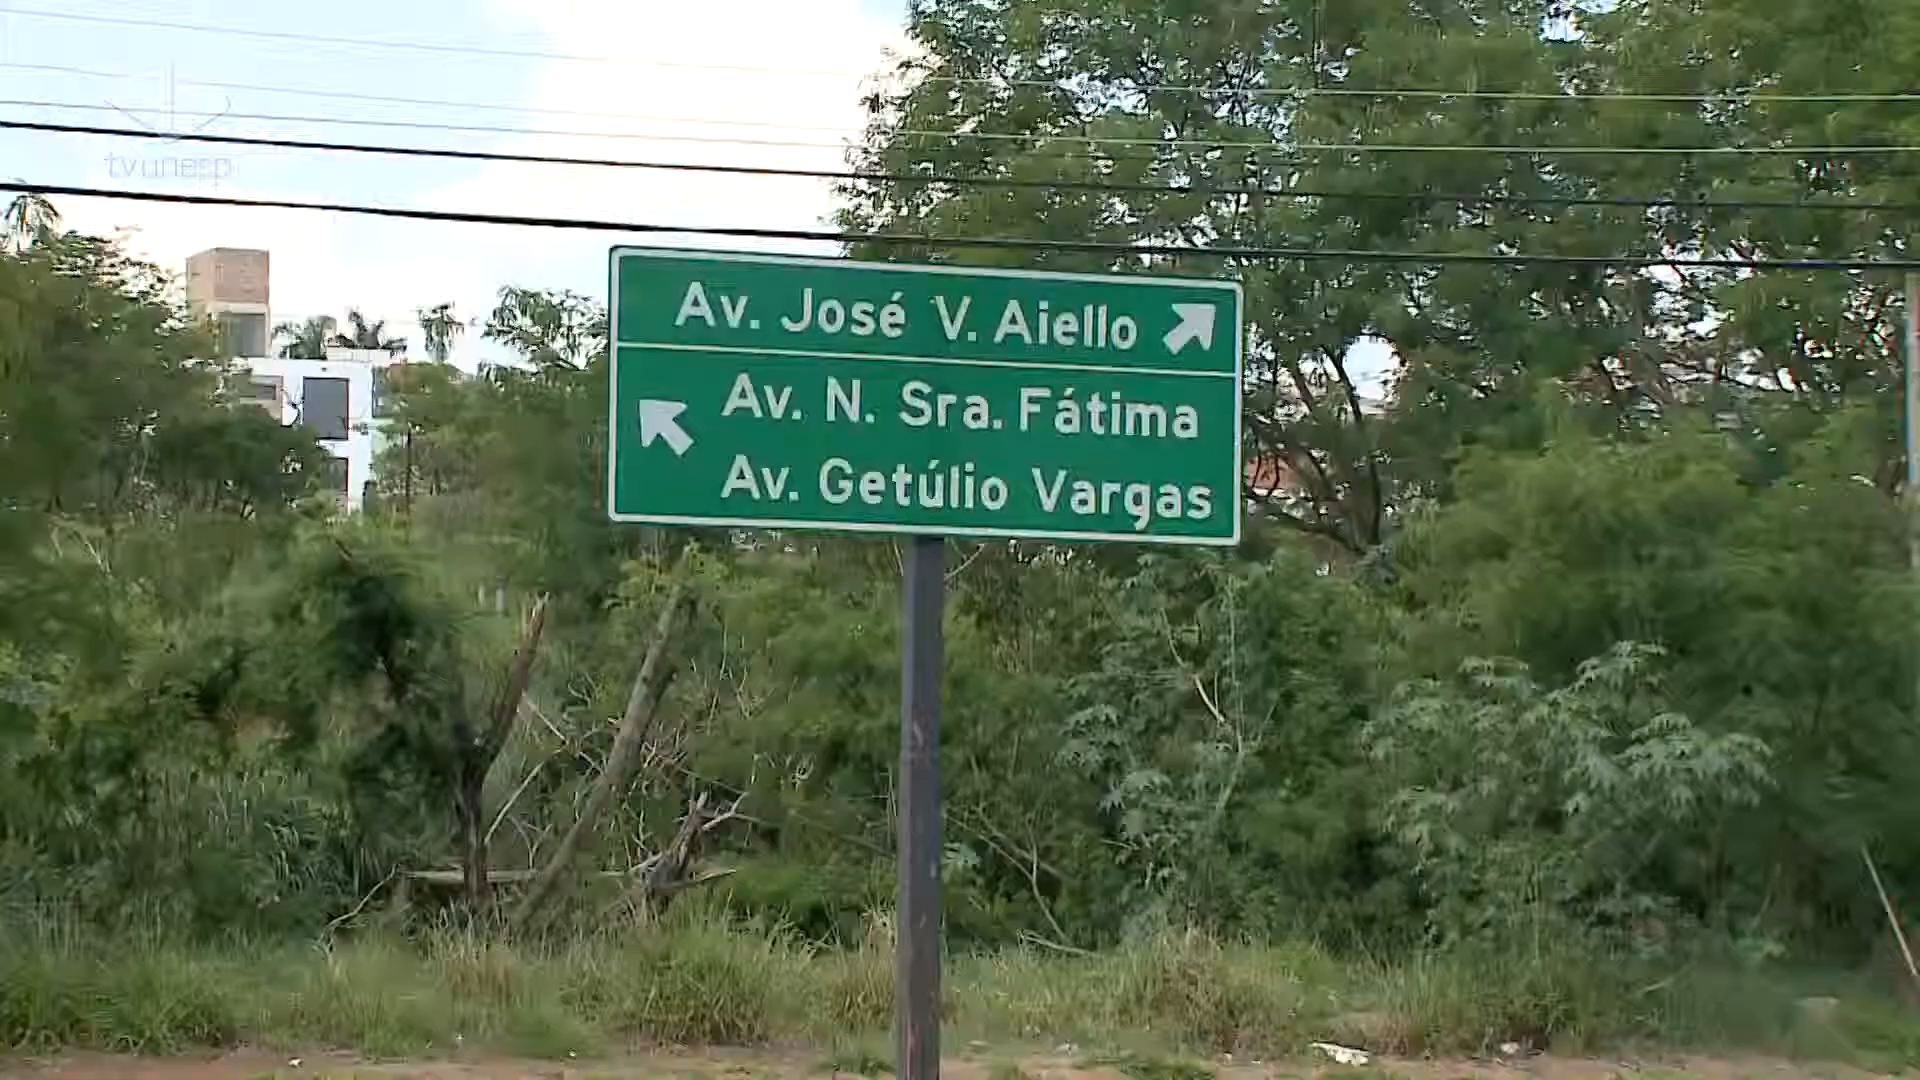 tvunesp
Av. José V. Aiello
Av. N. Sra. Fátima
Av. Getúlio Vargas